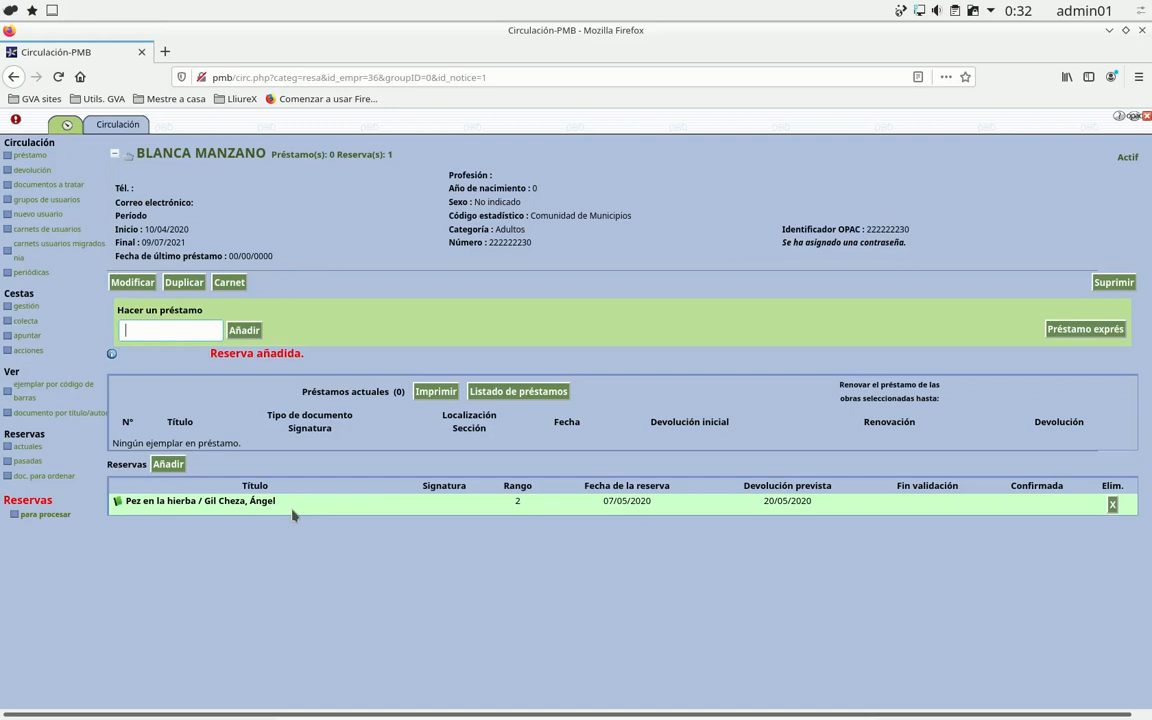 0:32 admin01
Circulación-PMB - Mozilla Firefox
Circulación-PMB
pmb/circ.php?categ=resa&id_empr=36&groupID=0&id_notice=1
GVA sites Utils. GVA Mestre a casa LliureX Comenzar a usar Fire...
Circulación
Circulación
préstamo
devolución
documentos a tratar
grupos de usuarios
nuevo usuario
carnets de usuarios
carnets usuarios migrados
nia
periódicas
Cestas
gestión
colecta
apuntar
acciones
Ver
ejemplar por código de
barras
documento por título/autor
Reservas
actuales
pasadas
doc. para ordenar
Reservas
para procesar
BLANCA MANZANO Préstamo(s): 0 Reserva(s): 1
Actif
Profesión :
Tél. : Año de nacimiento : 0
Correo electrónico: Sexo : No indicado
Período Código estadístico : Comunidad de Municipios
Inicio : 10/04/2020 Categoría : Adultos Identificador OPAC : 222222230
Final : 09/07/2021 Número : 222222230 Se ha asignado una contraseña.
Fecha de último préstamo : 00/00/0000
Modificar Duplicar Carnet Suprimir
Hacer un préstamo
Añadir Préstamo exprés
Reserva añadida.
Préstamos actuales (0) Imprimir Listado de préstamos Renovar el préstamo de las
obras seleccionadas hasta:
Nº Título Tipo de documento Localización Fecha Devolución inicial Renovación Devolución
Signatura Sección
Ningún ejemplar en préstamo.
Reservas Añadir
Título Signatura Rango Fecha de la reserva Devolución prevista Fin validación Confirmada Elim.
Pez en la hierba / Gil Cheza, Ángel 2 07/05/2020 20/05/2020 X